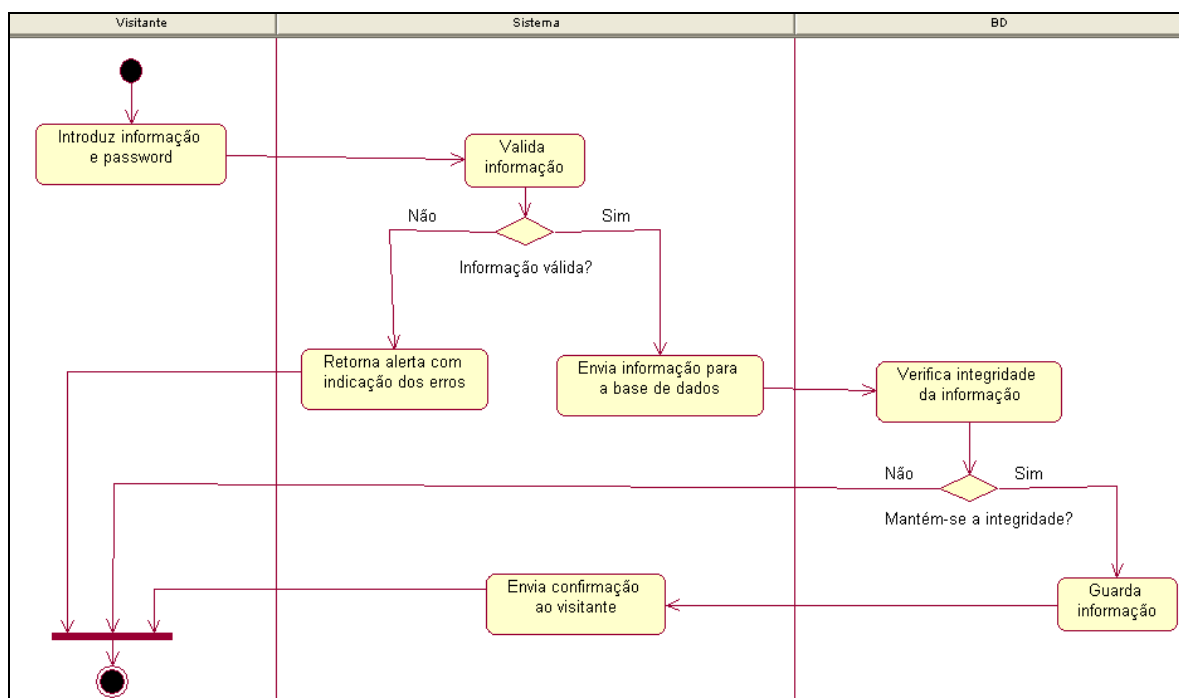 Visitante
Sistema
BD
Introduz informação
e password
Valida
informação
Não
Sim
Informação válida?
Retorna alerta com
indicação dos erros
Envia informação para
a base de dados
Verifica integridade
da informação
Não
Sim
Mantém-se a integridade?
Envia confirmação
ao visitante
Guarda
informação